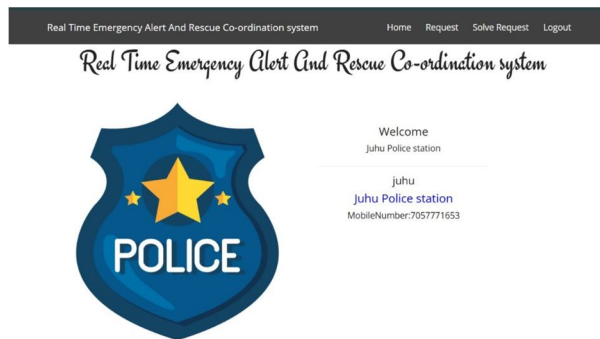 Real Time Emergency Alert And Rescue Co-ordination system Home Request Solve Request Logout
Real Time Emergency Alert And Rescue Co-ordination system
Welcome
Juhu Police station
juhu
Juhu Police station
MobileNumber:7057771653
POLICE